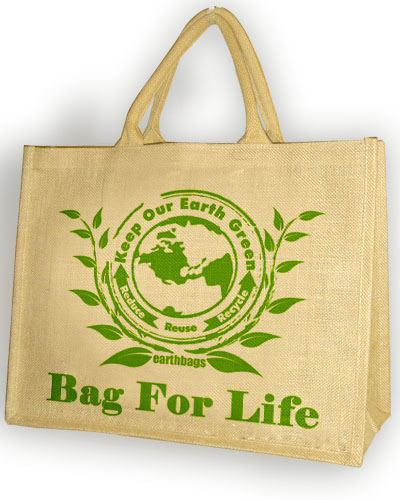 Keep Our Earth Green
Reduce Reuse Recycle
earthbags
Bag For Life